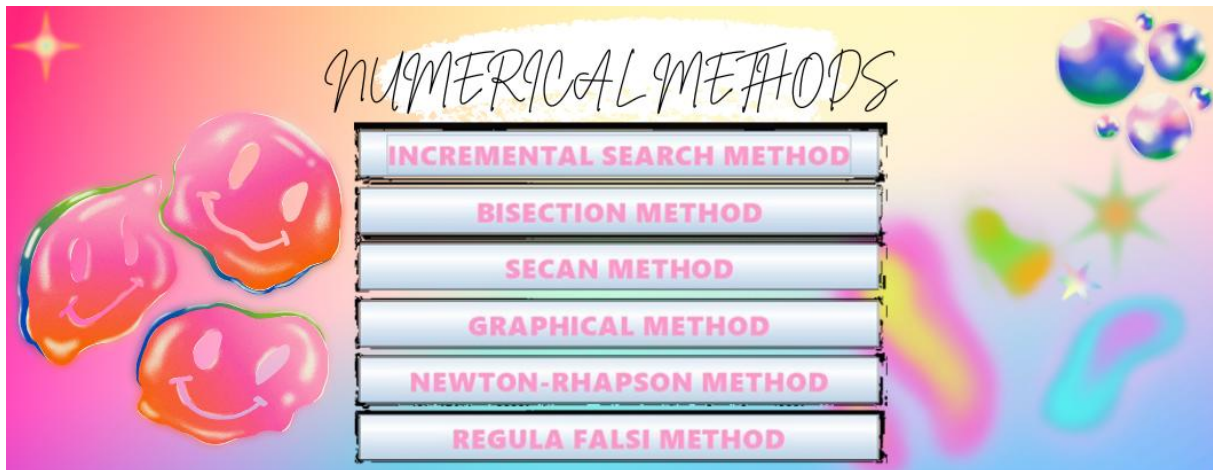 NUMERICAL METHODS
INCREMENTAL SEARCH METHOD
BISECTION METHOD
SECAN METHOD
GRAPHICAL METHOD
NEWTON-RHAPSON METHOD
REGULA FALSI METHOD